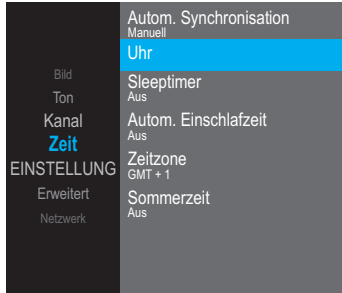 Bild
Ton
Kanal
Zeit
EINSTELLUNG
Erweitert
Netzwerk
Autom. Synchronisation
Manuell
Uhr
Sleeptimer
Aus
Autom. Einschlafzeit
Aus
Zeitzone
GMT + 1
Sommerzeit
Aus